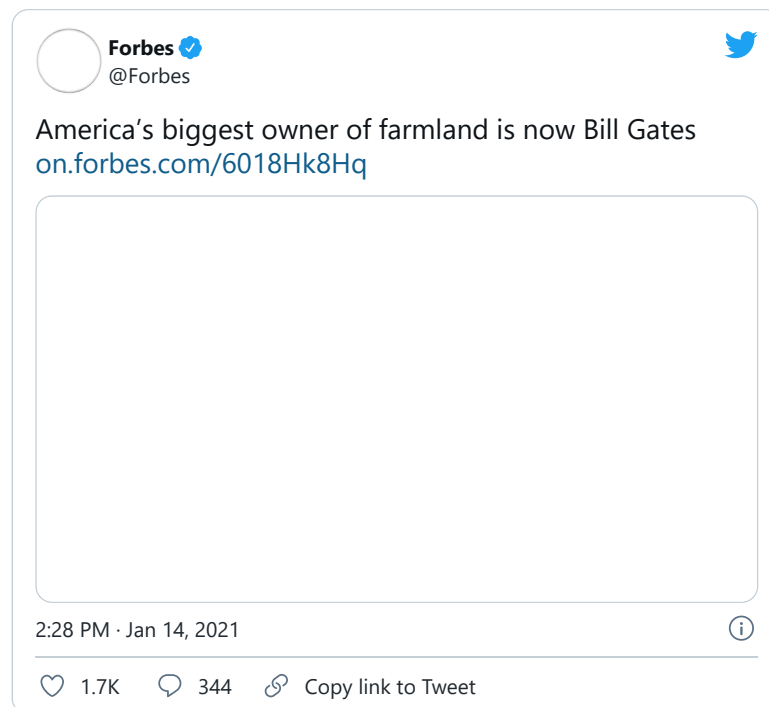 Forbes
@Forbes
America’s biggest owner of farmland is now Bill Gates
on.forbes.com/6018Hk8Hq
2:28 PM · Jan 14, 2021
1.7K 344 Copy link to Tweet